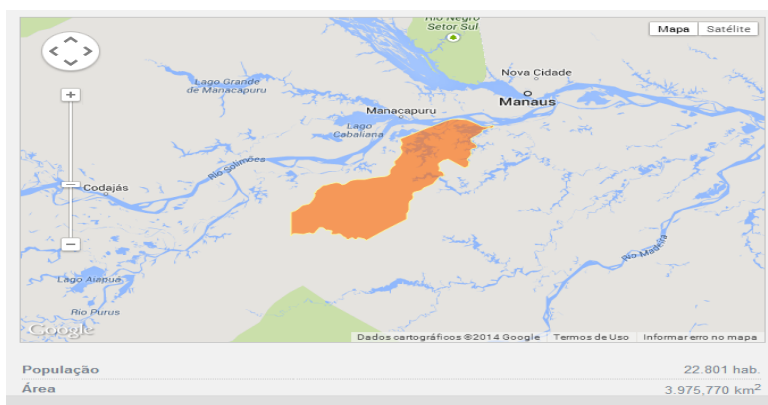 Rio Negro
Setor Sul
Mapa Satélite
Nova Cidade
Lago Grande
de Manacapuru
Manaus
Manacapuru
Lago
Cabaliana
Rio Solimões
Codajás
Rio Madeira
Lago Aiapuá
Rio Purus
Google
Dados cartográficos ©2014 Google Termos de Uso Informar erro no mapa
População 22.801 hab.
Área 3.975,770 km²